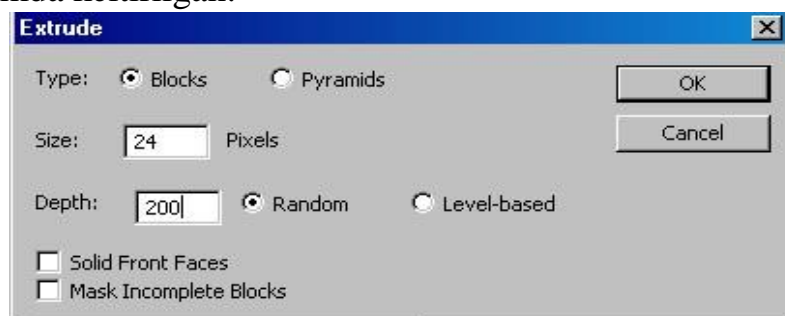 Extrude
Type: Blocks Pyramids
OK
Size: 24 Pixels
Cancel
Depth: 200 Random Level-based
Solid Front Faces
Mask Incomplete Blocks